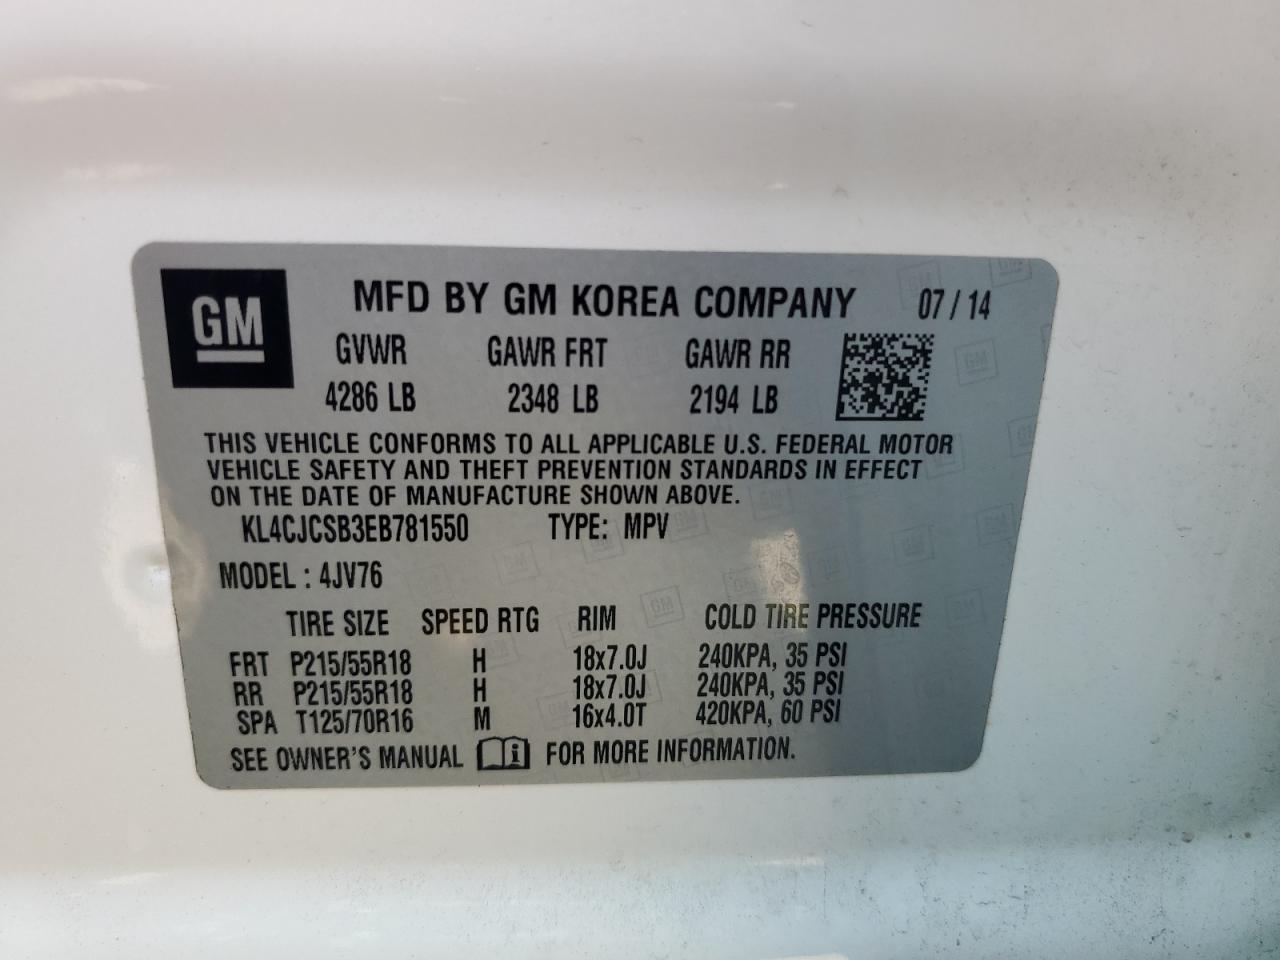 GM
MFD BY GM KOREA COMPANY 07/14
GVWR GAWR FRT GAWR RR
4286 LB 2348 LB 2194 LB
THIS VEHICLE CONFORMS TO ALL APPLICABLE U.S. FEDERAL MOTOR
VEHICLE SAFETY AND THEFT PREVENTION STANDARDS IN EFFECT
ON THE DATE OF MANUFACTURE SHOWN ABOVE.
KL4CJCSB3EB781550 TYPE: MPV
MODEL : 4JV76
TIRE SIZE SPEED RTG RIM COLD TIRE PRESSURE
FRT P215/55R18 H 18x7.0J 240KPA, 35 PSI
RR P215/55R18 H 18x7.0J 240KPA, 35 PSI
SPA T125/70R16 M 16x4.0T 420KPA, 60 PSI
SEE OWNER'S MANUAL i FOR MORE INFORMATION.